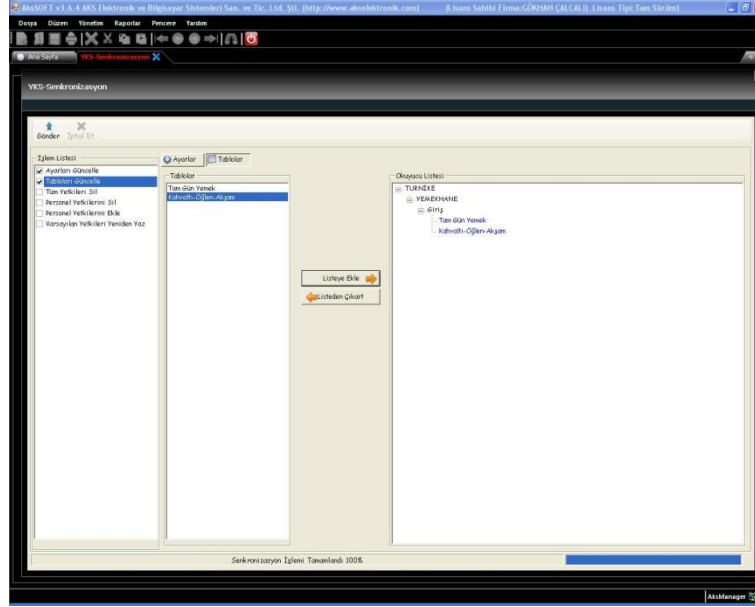 AksSOFT v3.6.4 AKS Elektronik ve Bilgisayar Sistemleri San. ve Tic. Ltd. Şti. (http://www.akselektronik.com) (Lisans Sahibi Firma:GÖKHAN ÇALCALI) Lisans Tipi:Tam Sürüm)
Dosya Düzen Yönetim Raporlar Pencere Yardım
Ana Sayfa YKS-Senkronizasyon
YKS-Senkronizasyon
Gönder İptal Et
İşlem Listesi
Ayarları Güncelle
Tabloları Güncelle
Tüm Yetkileri Sil
Personel Yetkilerini Sil
Personel Yetkilerini Ekle
Varsayılan Yetkileri Yeniden Yaz
Ayarlar Tablolar
Tablolar
Tam Gün Yemek
Kahvaltı-Öğlen-Akşam
Listeye Ekle
Listeden Çıkart
Okuyucu Listesi
TURNİKE
YEMEKHANE
Giriş
Tam Gün Yemek
Kahvaltı-Öğlen-Akşam
Senkronizasyon İşlemi Tamamlandı 100%
AksManager